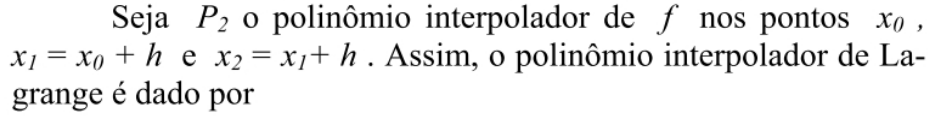 Seja P₂ o polinômio interpolador de f nos pontos x₀ ,
x₁ = x₀ + h e x₂ = x₁+ h . Assim, o polinômio interpolador de La-
grange é dado por